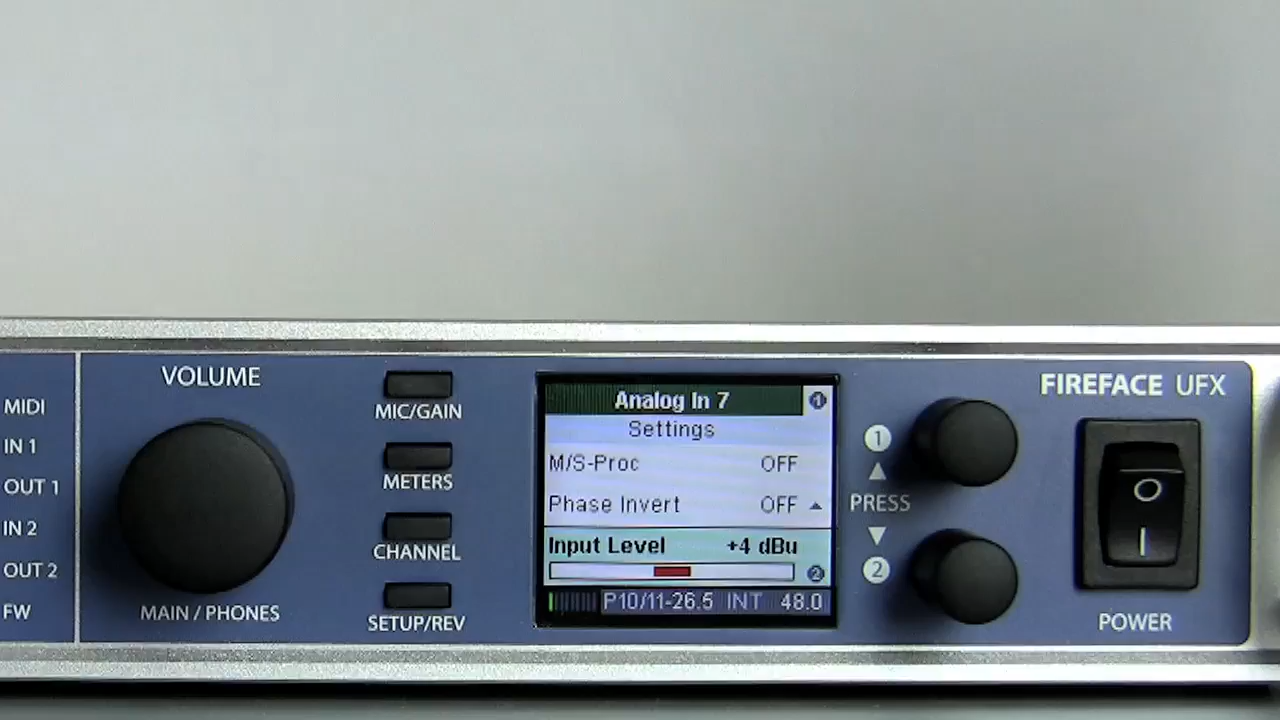 MIDI
IN 1
OUT 1
IN 2
OUT 2
FW
VOLUME
MAIN / PHONES
MIC/GAIN
METERS
CHANNEL
SETUP/REV
Analog In 7 1
Settings
M/S-Proc OFF
Phase Invert OFF
Input Level +4 dBu
2
P10/11-26.5 INT 48.0
1
PRESS
2
FIREFACE UFX
O
I
POWER